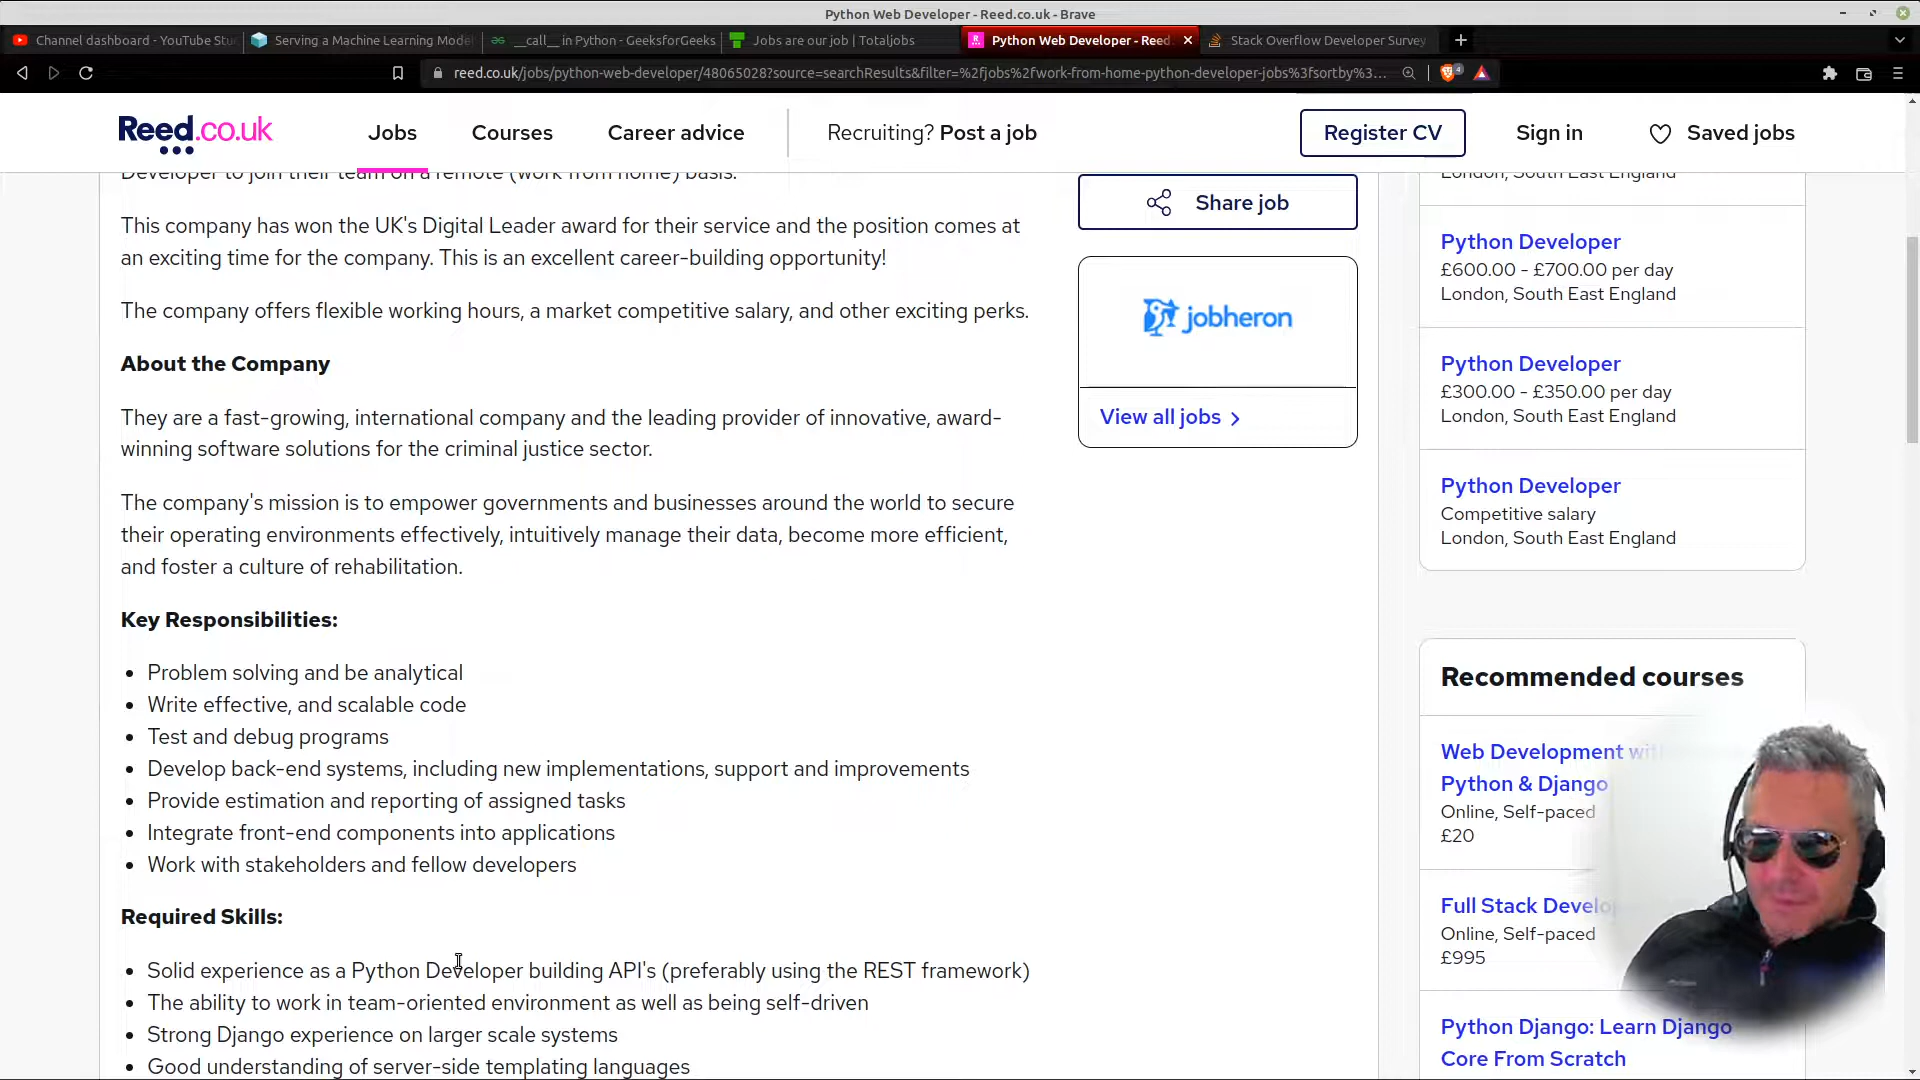 Python Web Developer - Reed.co.uk - Brave
Channel dashboard - YouTube Stu
Serving a Machine Learning Mode
__call__ in Python - GeeksforGeeks
Jobs are our job | Totaljobs
Python Web Developer - Reed
Stack Overflow Developer Survey
reed.co.uk/jobs/python-web-developer/48065028?source=searchResults&filter=%2fjobs%2fwork-from-home-python-developer-jobs%3fsortby%3...
4
Reed.co.uk
Jobs
Courses
Career advice
Recruiting? Post a job
Register CV
Sign in
Saved jobs
Developer to join their team on a remote (work from home) basis.
This company has won the UK's Digital Leader award for their service and the position comes at
an exciting time for the company. This is an excellent career-building opportunity!
The company offers flexible working hours, a market competitive salary, and other exciting perks.
About the Company
They are a fast-growing, international company and the leading provider of innovative, award-
winning software solutions for the criminal justice sector.
The company's mission is to empower governments and businesses around the world to secure
their operating environments effectively, intuitively manage their data, become more efficient,
and foster a culture of rehabilitation.
Key Responsibilities:
• Problem solving and be analytical
• Write effective, and scalable code
• Test and debug programs
• Develop back-end systems, including new implementations, support and improvements
• Provide estimation and reporting of assigned tasks
• Integrate front-end components into applications
• Work with stakeholders and fellow developers
Required Skills:
• Solid experience as a Python Developer building API's (preferably using the REST framework)
• The ability to work in team-oriented environment as well as being self-driven
• Strong Django experience on larger scale systems
• Good understanding of server-side templating languages
Share job
jobheron
View all jobs
London, South East England
Python Developer
£600.00 - £700.00 per day
London, South East England
Python Developer
£300.00 - £350.00 per day
London, South East England
Python Developer
Competitive salary
London, South East England
Recommended courses
Web Development with
Python & Django
Online, Self-paced
£20
Full Stack Develo
Online, Self-paced
£995
Python Django: Learn Django
Core From Scratch